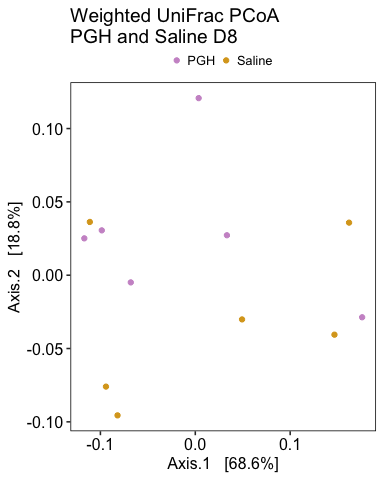 Weighted UniFrac PCoA
PGH and Saline D8
PGH Saline
0.10
0.05
0.00
-0.05
-0.10
Axis.2 [18.8%]
-0.1 0.0 0.1
Axis.1 [68.6%]